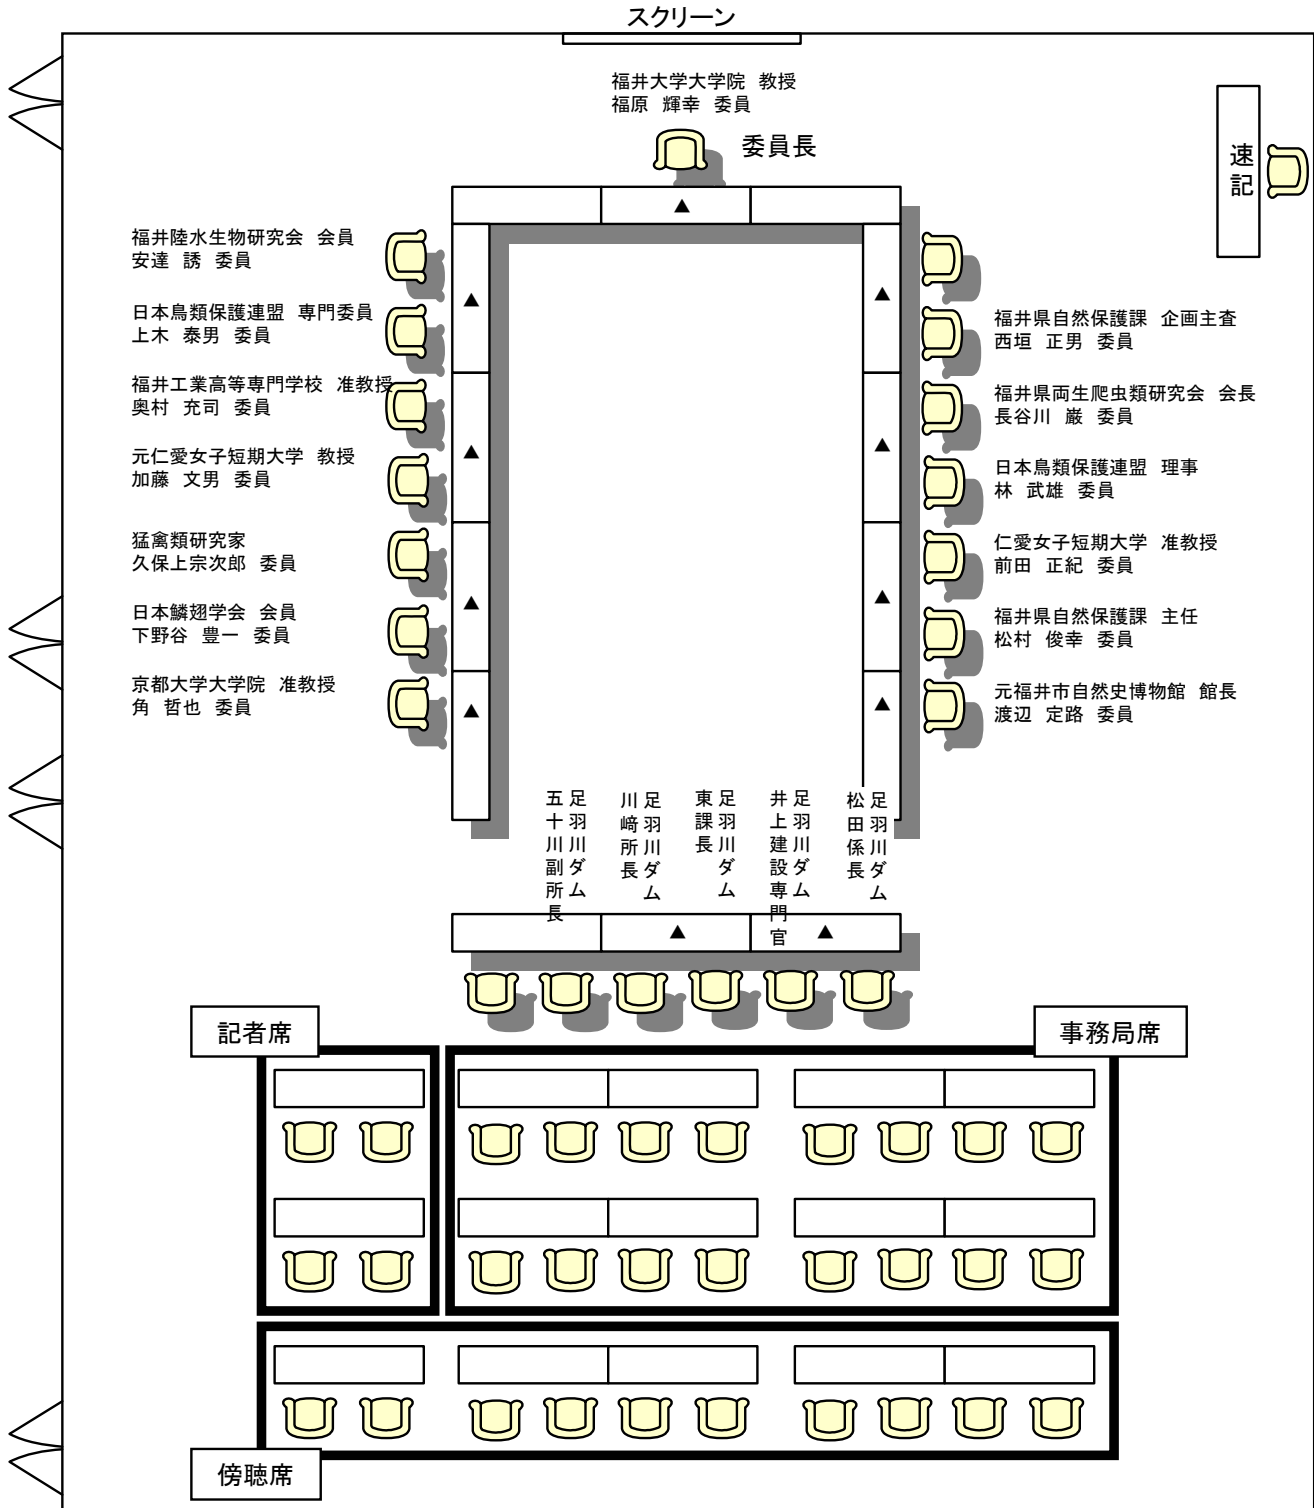 スクリーン
福井大学大学院 教授
福原 輝幸 委員
委員長
速記
福井陸水生物研究会 会員
安達 誘 委員
日本鳥類保護連盟 専門委員
上木 泰男 委員
福井工業高等専門学校 准教授
奥村 充司 委員
元仁愛女子短期大学 教授
加藤 文男 委員
猛禽類研究家
久保上宗次郎 委員
日本鱗翅学会 会員
下野谷 豊一 委員
京都大学大学院 准教授
角 哲也 委員
福井県自然保護課 企画主査
西垣 正男 委員
福井県両生爬虫類研究会 会長
長谷川 巌 委員
日本鳥類保護連盟 理事
林 武雄 委員
仁愛女子短期大学 准教授
前田 正紀 委員
福井県自然保護課 主任
松村 俊幸 委員
元福井市自然史博物館 館長
渡辺 定路 委員
足羽川ダム
五十川副所長
足羽川ダム
川﨑所長
足羽川ダム
東課長
足羽川ダム
井上建設専門官
足羽川ダム
松田係長
記者席
事務局席
傍聴席